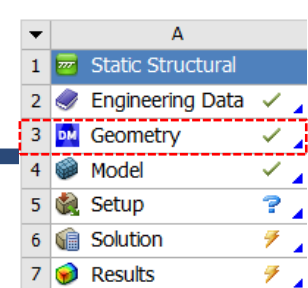 A
1 Static Structural
2 Engineering Data
3 DM Geometry
4 Model
5 Setup ?
6 Solution
7 Results